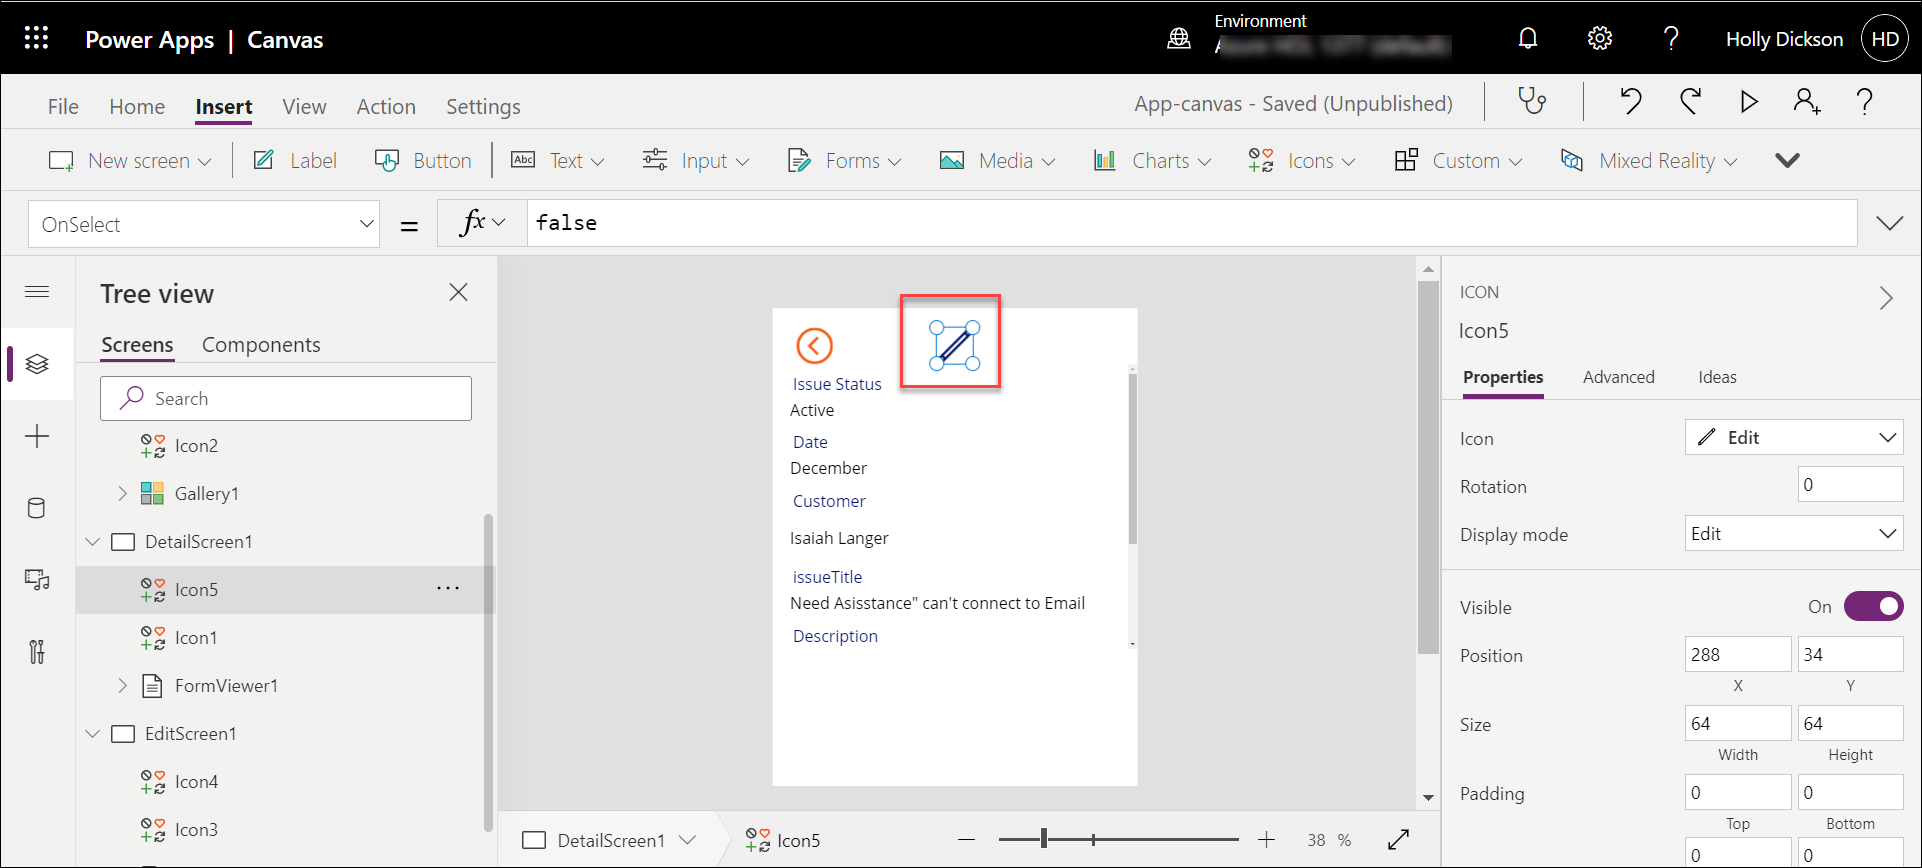 Power Apps | Canvas
Environment
Holly Dickson
HD
File Home Insert View Action Settings
App-canvas - Saved (Unpublished)
New screen Label Button Abc Text Input Forms Media Charts Icons Custom Mixed Reality
OnSelect = fx false
Tree view
Screens Components
Search
Icon2
Gallery1
DetailScreen1
Icon5
Icon1
FormViewer1
EditScreen1
Icon4
Icon3
Issue Status
Active
Date
December
Customer
Isaiah Langer
issueTitle
Need Asisstance" can't connect to Email
Description
DetailScreen1 Icon5 38 %
ICON
Icon5
Properties Advanced Ideas
Icon Edit
Rotation 0
Display mode Edit
Visible On
Position 288 34
X Y
Size 64 64
Width Height
Padding 0 0
Top Bottom
0 0